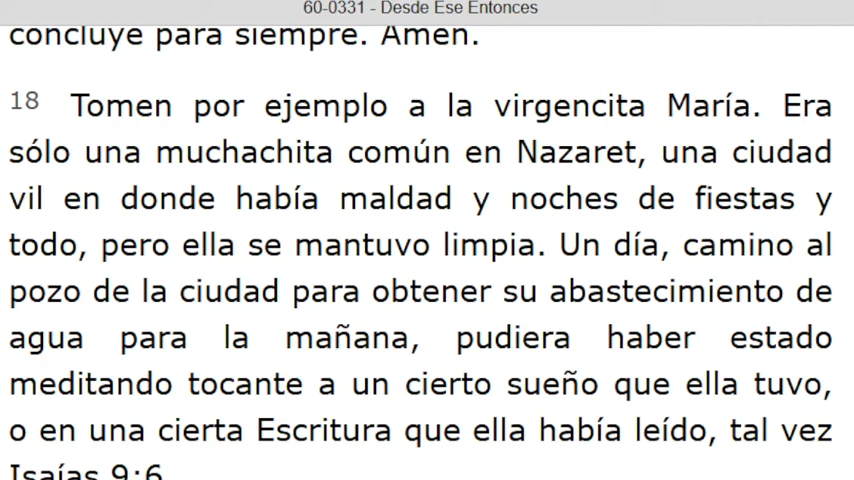 60-0331 - Desde Ese Entonces
concluye para siempre. Amén.
18 Tomen por ejemplo a la virgencita María. Era
sólo una muchachita común en Nazaret, una ciudad
vil en donde había maldad y noches de fiestas y
todo, pero ella se mantuvo limpia. Un día, camino al
pozo de la ciudad para obtener su abastecimiento de
agua para la mañana, pudiera haber estado
meditando tocante a un cierto sueño que ella tuvo,
o en una cierta Escritura que ella había leído, tal vez
Isaías 9:6.